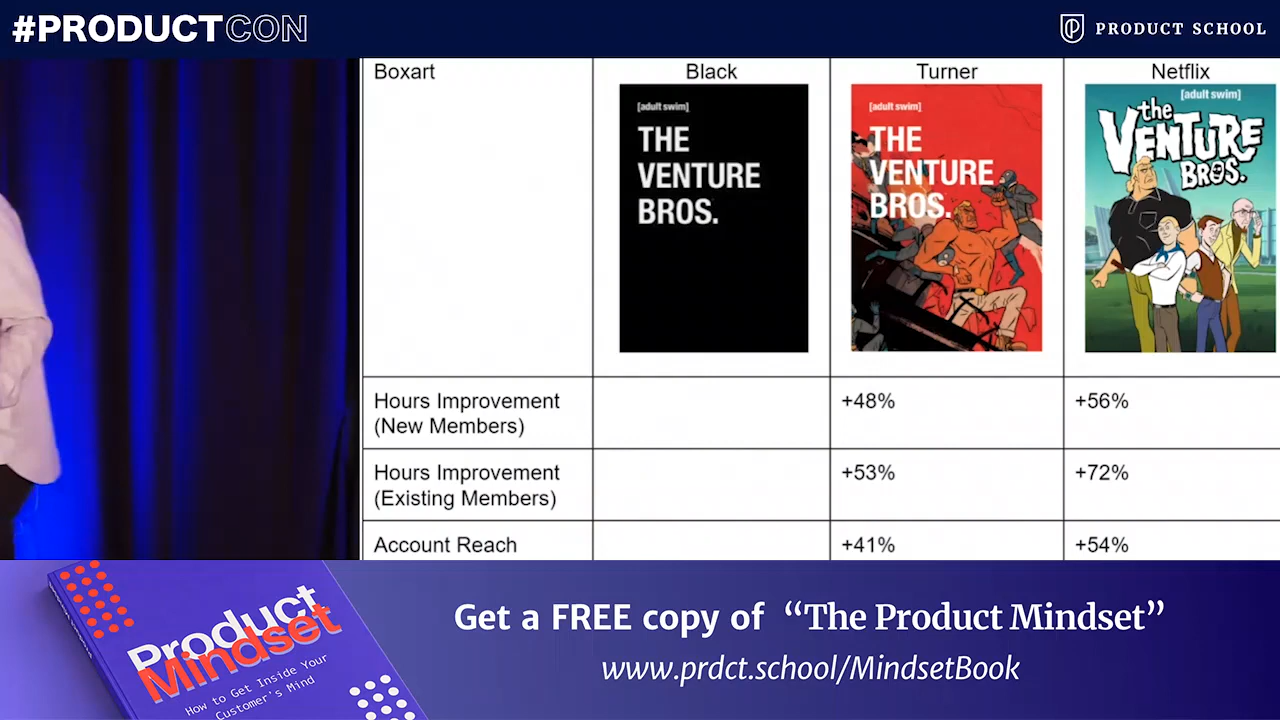 #PRODUCTCON
PRODUCT SCHOOL
Boxart
Black
Turner
Netflix
[adult swim]
THE
VENTURE
BROS.
[adult swim]
THE
VENTURE
BROS.
[adult swim]
the
VENTURE
BROS.
Hours Improvement
(New Members)
+48%
+56%
Hours Improvement
(Existing Members)
+53%
+72%
Account Reach
+41%
+54%
Product
Mindset
How to Get Inside Your
Customer's Mind
Get a FREE copy of “The Product Mindset”
www.prdct.school/MindsetBook